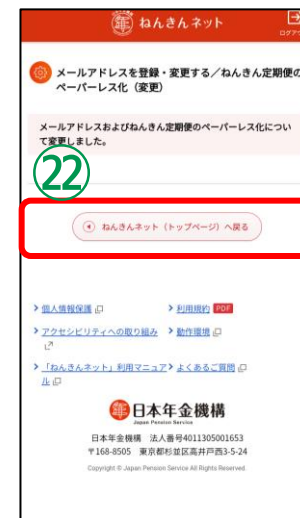 ねんきんネット
ログア
メールアドレスを登録・変更する／ねんきん定期便の
ペーパーレス化（変更）
メールアドレスおよびねんきん定期便のペーパーレス化につい
て変更しました。
22
ねんきんネット（トップページ）へ戻る
個人情報保護 利用規約 PDF
アクセシビリティへの取り組み 動作環境
「ねんきんネット」利用マニュア よくあるご質問
ル
日本年金機構
Japan Pension Service
日本年金機構　法人番号4011305001653
〒168-8505　東京都杉並区高井戸西3-5-24
Copyright © Japan Pension Service All Rights Reserved.